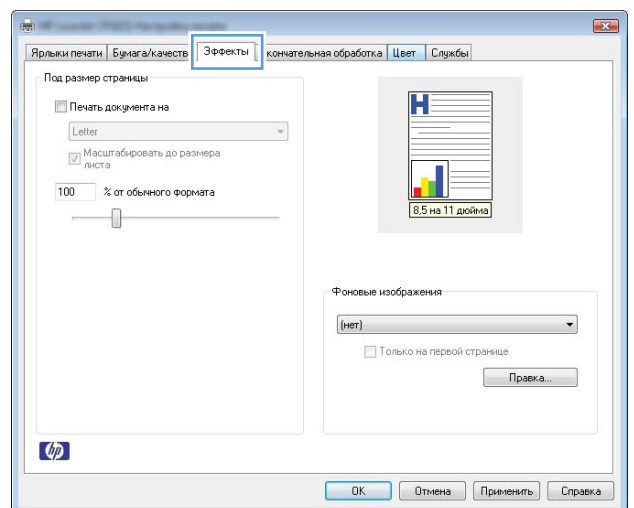 Ярлыки печати Бумага/качеств Эффекты кончательная обработка Цвет Службы
Под размер страницы
Печать документа на
Letter
Масштабировать до размера
листа
100 % от обычного формата
H
8,5 на 11 дюйма
Фоновые изображения
(нет)
Только на первой странице
Правка...
hp
OK Отмена Применить Справка